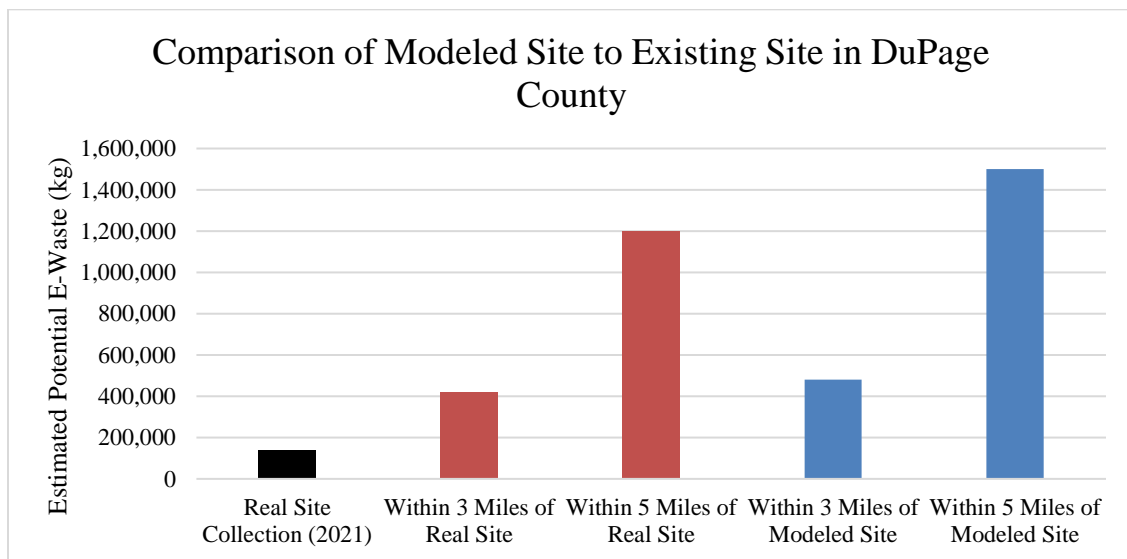 Comparison of Modeled Site to Existing Site in DuPage
County
Estimated Potential E-Waste (kg)
1,600,000
1,400,000
1,200,000
1,000,000
800,000
600,000
400,000
200,000
0
Real Site
Collection (2021)
Within 3 Miles of
Real Site
Within 5 Miles of
Real Site
Within 3 Miles of
Modeled Site
Within 5 Miles of
Modeled Site